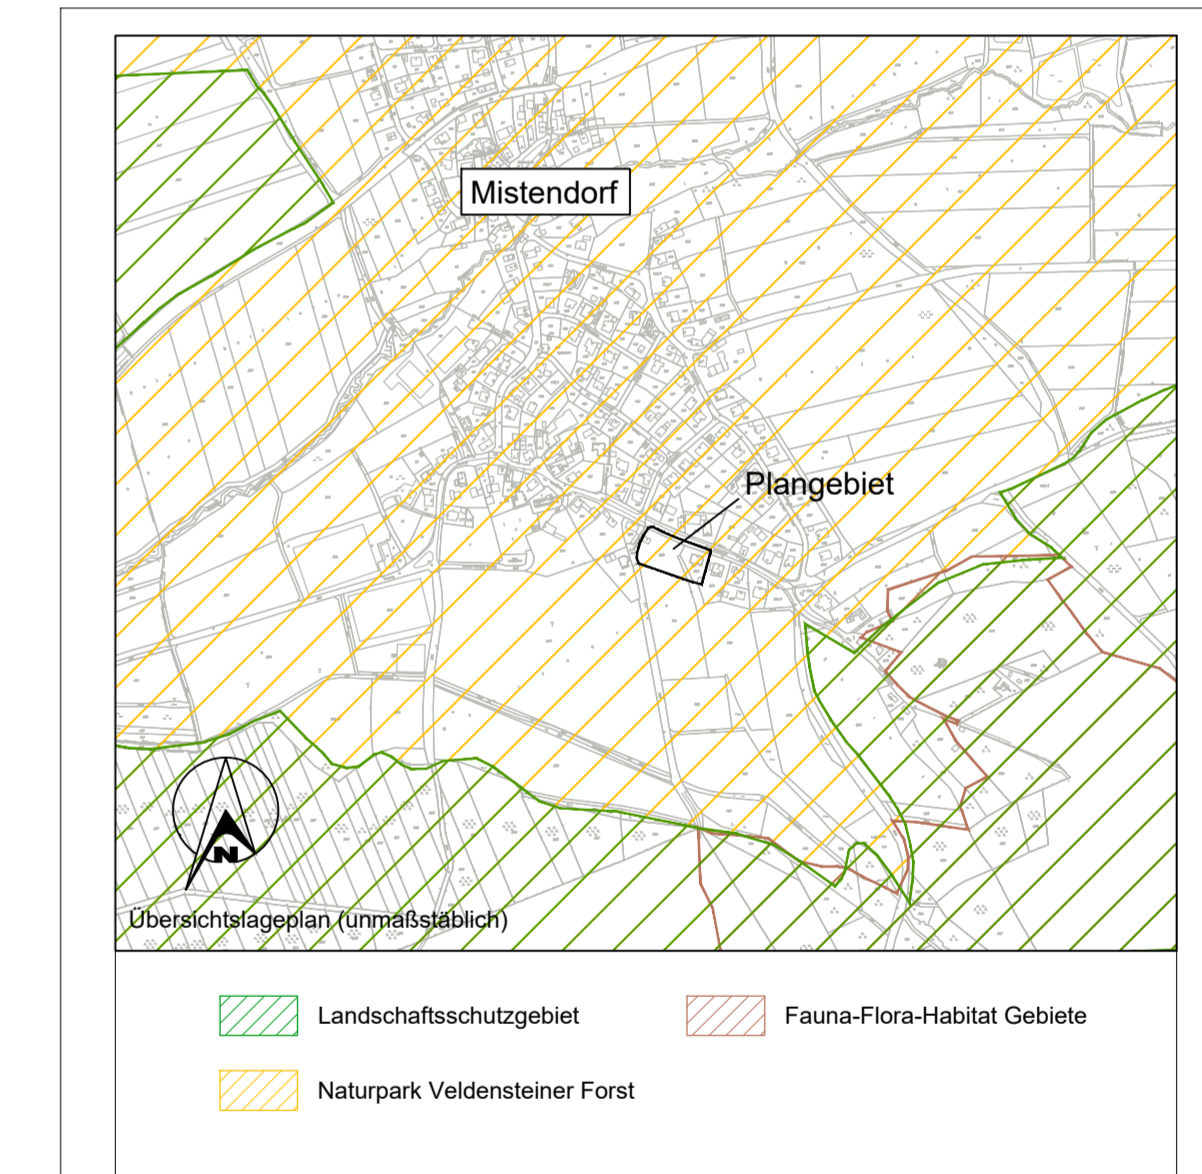 Mistendorf
Plangebiet
N
Übersichtslageplan (unmaßstäblich)
Landschaftsschutzgebiet
Fauna-Flora-Habitat Gebiete
Naturpark Veldensteiner Forst